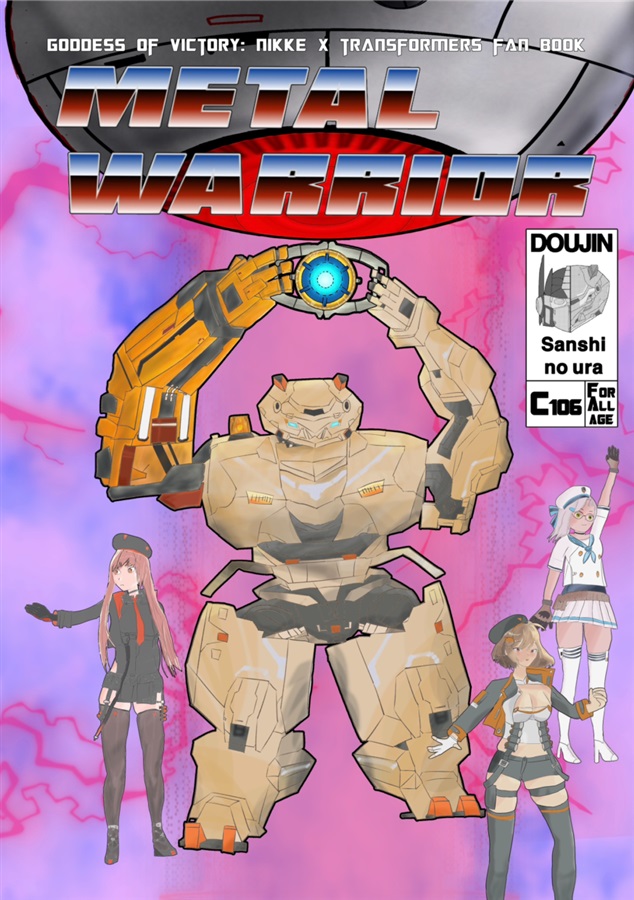 GODDESS OF VICTORY: NIKKE X TRANSFORMERS FAN BOOK
METAL
WARRIOR
DOUJIN
Sanshi
no ura
C106
FOR
ALL
AGE